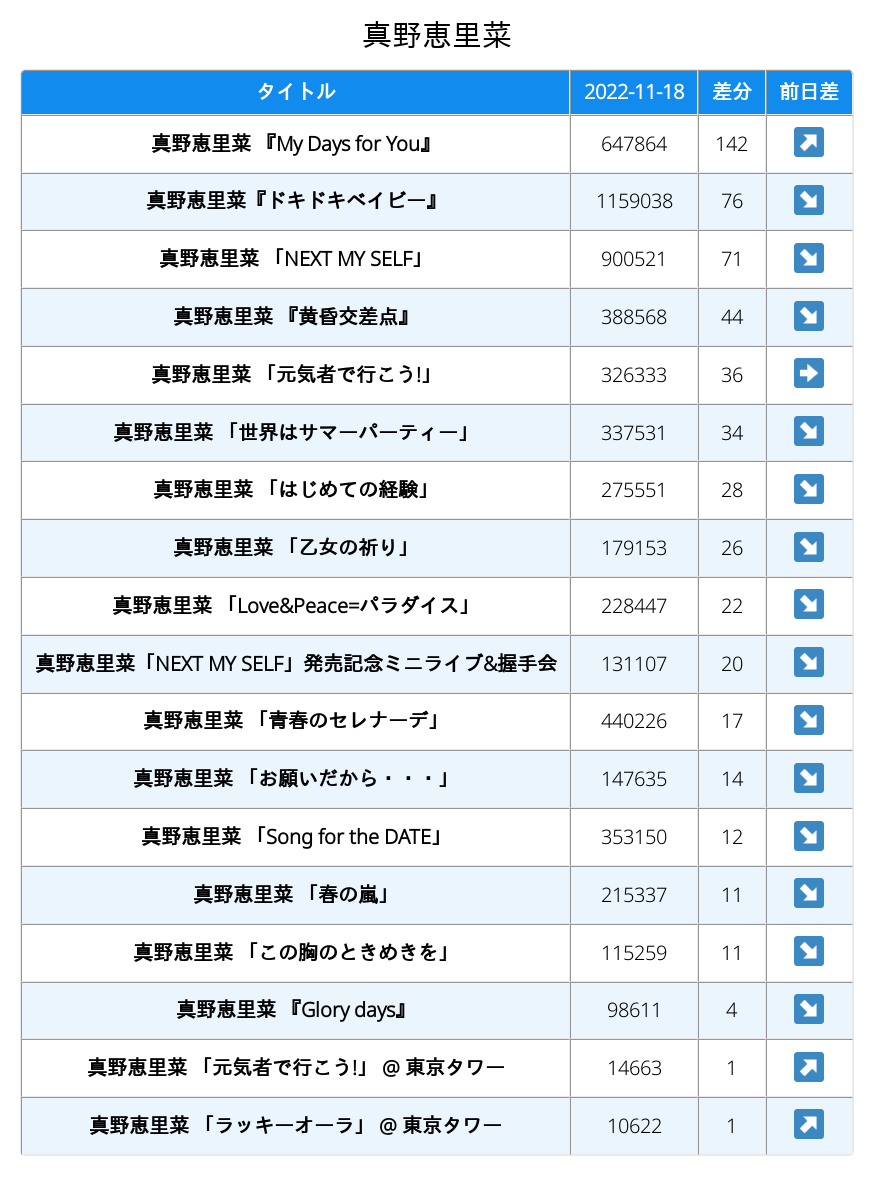 真野恵里菜
タイトル 2022-11-18 差分 前日差
真野恵里菜 『My Days for You』 647864 142 ↗
真野恵里菜『ドキドキベイビー』 1159038 76 ↘
真野恵里菜 「NEXT MY SELF」 900521 71 ↘
真野恵里菜 『黄昏交差点』 388568 44 ↘
真野恵里菜 「元気者で行こう!」 326333 36 ➡
真野恵里菜 「世界はサマーパーティー」 337531 34 ↘
真野恵里菜 「はじめての経験」 275551 28 ↘
真野恵里菜 「乙女の祈り」 179153 26 ↘
真野恵里菜 「Love&Peace=パラダイス」 228447 22 ↘
真野恵里菜「NEXT MY SELF」発売記念ミニライブ&握手会 131107 20 ↘
真野恵里菜 「青春のセレナーデ」 440226 17 ↘
真野恵里菜 「お願いだから・・・」 147635 14 ↘
真野恵里菜 「Song for the DATE」 353150 12 ↘
真野恵里菜 「春の嵐」 215337 11 ↘
真野恵里菜 「この胸のときめきを」 115259 11 ↘
真野恵里菜 『Glory days』 98611 4 ↘
真野恵里菜 「元気者で行こう!」 @ 東京タワー 14663 1 ↗
真野恵里菜 「ラッキーオーラ」 @ 東京タワー 10622 1 ↗